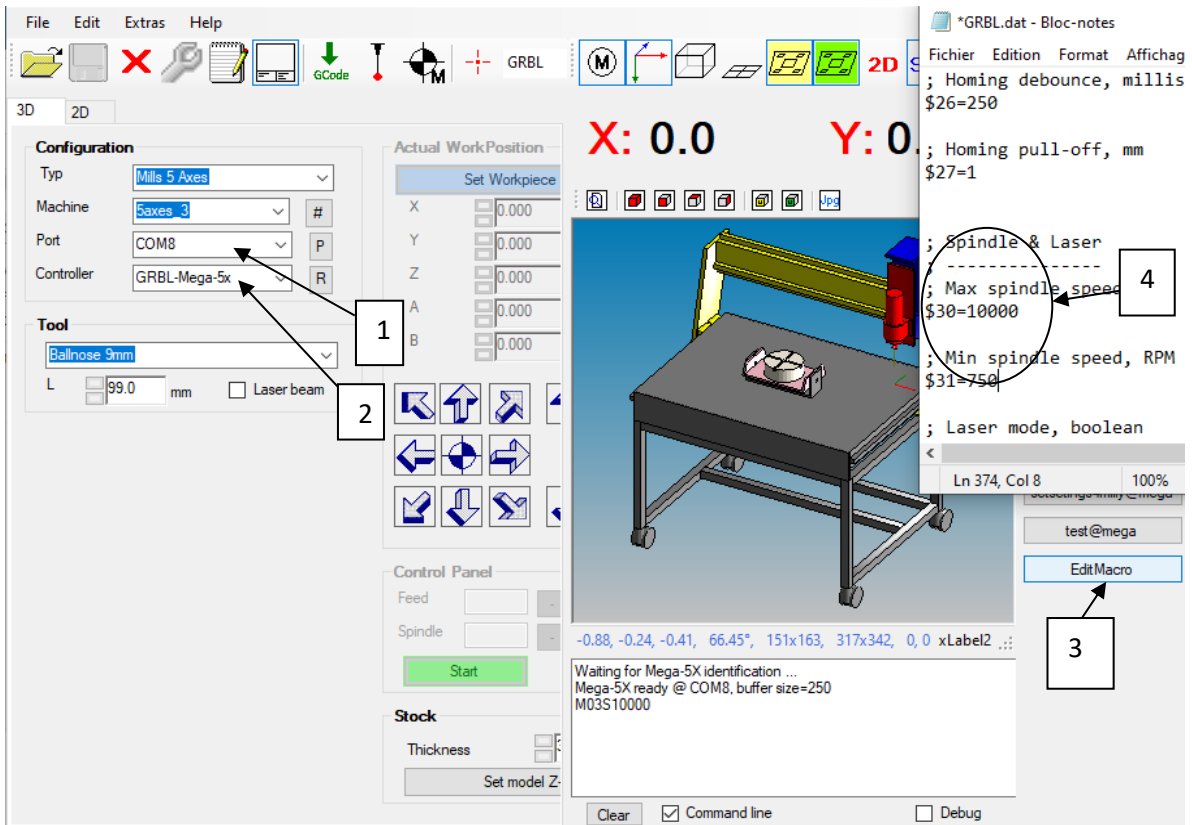 File Edit Extras Help
GCode
M
GRBL
M
2D
3D 2D
Configuration
Typ Mills 5 Axes
Machine 5axes_3 #
Port COM8 P
Controller GRBL-Mega-5x R
Tool
Ballnose 9mm
L 99.0 mm Laser beam
1
2
Actual WorkPosition
Set Workpiece
X 0.000
Y 0.000
Z 0.000
A 0.000
B 0.000
Control Panel
Feed -
Spindle -
Start
Stock
Thickness
Set model Z-
X: 0.0 Y: 0.
Jpg
-0.88, -0.24, -0.41, 66.45°, 151x163, 317x342, 0, 0 xLabel2
Waiting for Mega-5X identification ...
Mega-5X ready @ COM8, buffer size=250
M03S10000
Clear Command line Debug
*GRBL.dat - Bloc-notes
Fichier Edition Format Affichag
; Homing debounce, millis
$26=250
; Homing pull-off, mm
$27=1
; Spindle & Laser
; ----------------
; Max spindle speed
$30=10000
; Min spindle speed, RPM
$31=750
; Laser mode, boolean
<
Ln 374, Col 8 100%
4
test@mega
EditMacro
3